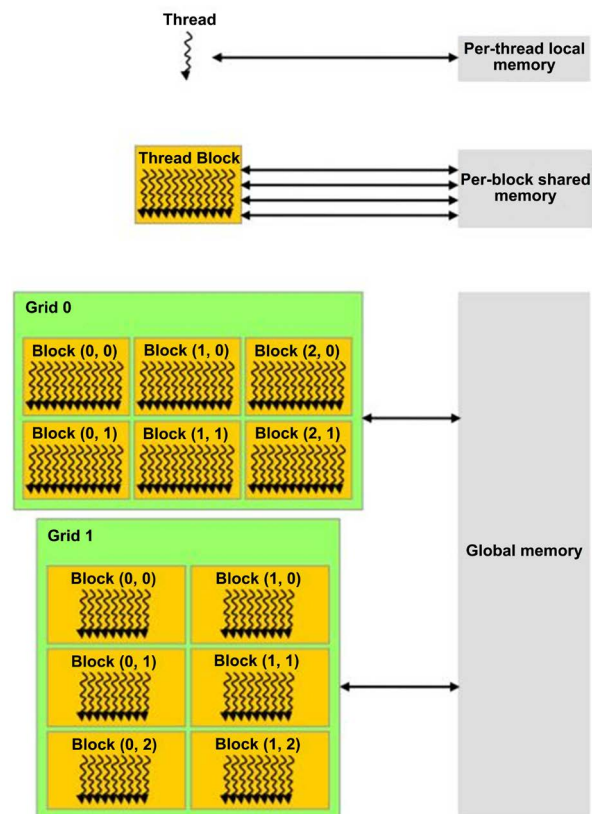 Thread
Per-thread local
memory
Thread Block
Per-block shared
memory
Grid 0
Block (0, 0) Block (1, 0) Block (2, 0)
Block (0, 1) Block (1, 1) Block (2, 1)
Global memory
Grid 1
Block (0, 0) Block (1, 0)
Block (0, 1) Block (1, 1)
Block (0, 2) Block (1, 2)